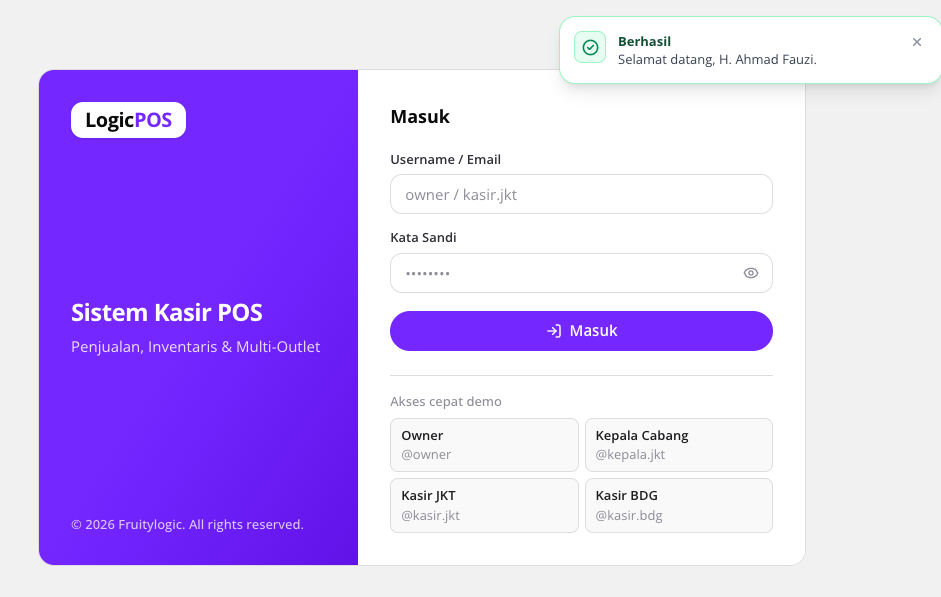 Berhasil
Selamat datang, H. Ahmad Fauzi.
LogicPOS
Sistem Kasir POS
Penjualan, Inventaris & Multi-Outlet
© 2026 Fruitylogic. All rights reserved.
Masuk
Username / Email
owner / kasir.jkt
Kata Sandi
••••••••
Masuk
Akses cepat demo
Owner
@owner
Kepala Cabang
@kepala.jkt
Kasir JKT
@kasir.jkt
Kasir BDG
@kasir.bdg